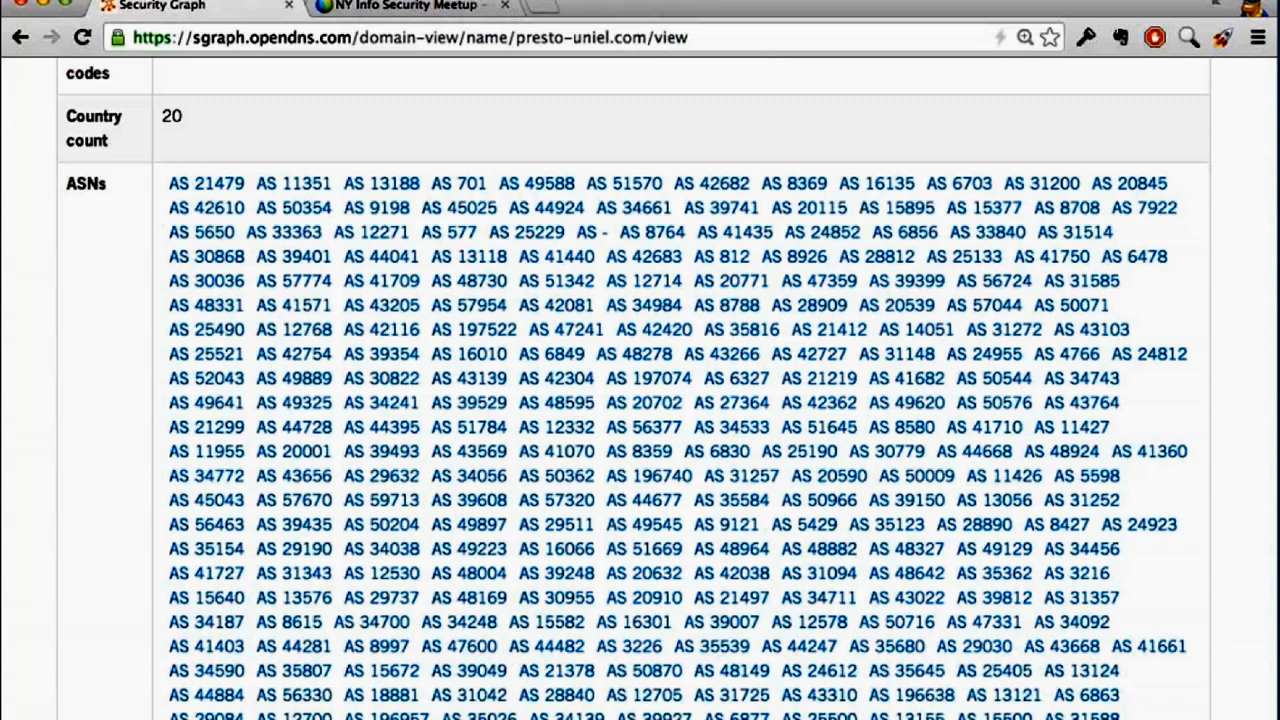 Security Graph × NY Info Security Meetup - ×
https://sgraph.opendns.com/domain-view/name/presto-uniel.com/view
codes
Country count 20
ASNs AS 21479 AS 11351 AS 13188 AS 701 AS 49588 AS 51570 AS 42682 AS 8369 AS 16135 AS 6703 AS 31200 AS 20845
AS 42610 AS 50354 AS 9198 AS 45025 AS 44924 AS 34661 AS 39741 AS 20115 AS 15895 AS 15377 AS 8708 AS 7922
AS 5650 AS 33363 AS 12271 AS 577 AS 25229 AS - AS 8764 AS 41435 AS 24852 AS 6856 AS 33840 AS 31514
AS 30868 AS 39401 AS 44041 AS 13118 AS 41440 AS 42683 AS 812 AS 8926 AS 28812 AS 25133 AS 41750 AS 6478
AS 30036 AS 57774 AS 41709 AS 48730 AS 51342 AS 12714 AS 20771 AS 47359 AS 39399 AS 56724 AS 31585
AS 48331 AS 41571 AS 43205 AS 57954 AS 42081 AS 34984 AS 8788 AS 28909 AS 20539 AS 57044 AS 50071
AS 25490 AS 12768 AS 42116 AS 197522 AS 47241 AS 42420 AS 35816 AS 21412 AS 14051 AS 31272 AS 43103
AS 25521 AS 42754 AS 39354 AS 16010 AS 6849 AS 48278 AS 43266 AS 42727 AS 31148 AS 24955 AS 4766 AS 24812
AS 52043 AS 49889 AS 30822 AS 43139 AS 42304 AS 197074 AS 6327 AS 21219 AS 41682 AS 50544 AS 34743
AS 49641 AS 49325 AS 34241 AS 39529 AS 48595 AS 20702 AS 27364 AS 42362 AS 49620 AS 50576 AS 43764
AS 21299 AS 44728 AS 44395 AS 51784 AS 12332 AS 56377 AS 34533 AS 51645 AS 8580 AS 41710 AS 11427
AS 11955 AS 20001 AS 39493 AS 43569 AS 41070 AS 8359 AS 6830 AS 25190 AS 30779 AS 44668 AS 48924 AS 41360
AS 34772 AS 43656 AS 29632 AS 34056 AS 50362 AS 196740 AS 31257 AS 20590 AS 50009 AS 11426 AS 5598
AS 45043 AS 57670 AS 59713 AS 39608 AS 57320 AS 44677 AS 35584 AS 50966 AS 39150 AS 13056 AS 31252
AS 56463 AS 39435 AS 50204 AS 49897 AS 29511 AS 49545 AS 9121 AS 5429 AS 35123 AS 28890 AS 8427 AS 24923
AS 35154 AS 29190 AS 34038 AS 49223 AS 16066 AS 51669 AS 48964 AS 48882 AS 48327 AS 49129 AS 34456
AS 41727 AS 31343 AS 12530 AS 48004 AS 39248 AS 20632 AS 42038 AS 31094 AS 48642 AS 35362 AS 3216
AS 15640 AS 13576 AS 29737 AS 48169 AS 30955 AS 20910 AS 21497 AS 34711 AS 43022 AS 39812 AS 31357
AS 34187 AS 8615 AS 34700 AS 34248 AS 15582 AS 16301 AS 39007 AS 12578 AS 50716 AS 47331 AS 34092
AS 41403 AS 44281 AS 8997 AS 47600 AS 44482 AS 3226 AS 35539 AS 44247 AS 35680 AS 29030 AS 43668 AS 41661
AS 34590 AS 35807 AS 15672 AS 39049 AS 21378 AS 50870 AS 48149 AS 24612 AS 35645 AS 25405 AS 13124
AS 44884 AS 56330 AS 18881 AS 31042 AS 28840 AS 12705 AS 31725 AS 43310 AS 196638 AS 13121 AS 6863
AS 29084 AS 12700 AS 196957 AS 35026 AS 34139 AS 39927 AS 6877 AS 25500 AS 13155 AS 15500 AS 31588